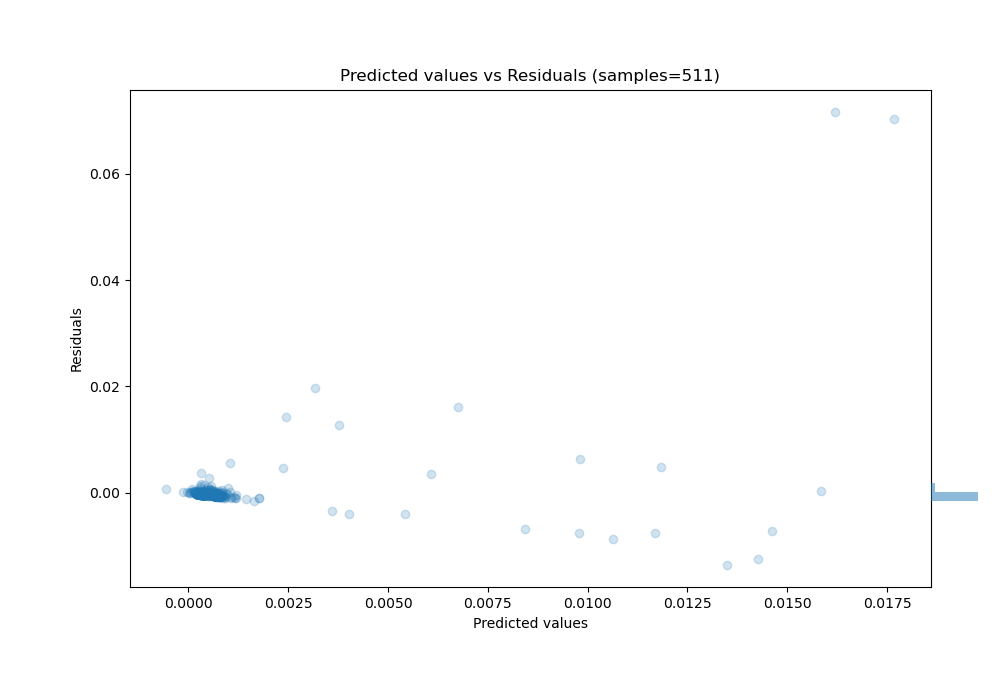 Predicted values vs Residuals (samples=511)
Residuals
0.06
0.04
0.02
0.00
0.0000 0.0025 0.0050 0.0075 0.0100 0.0125 0.0150 0.0175
Predicted values